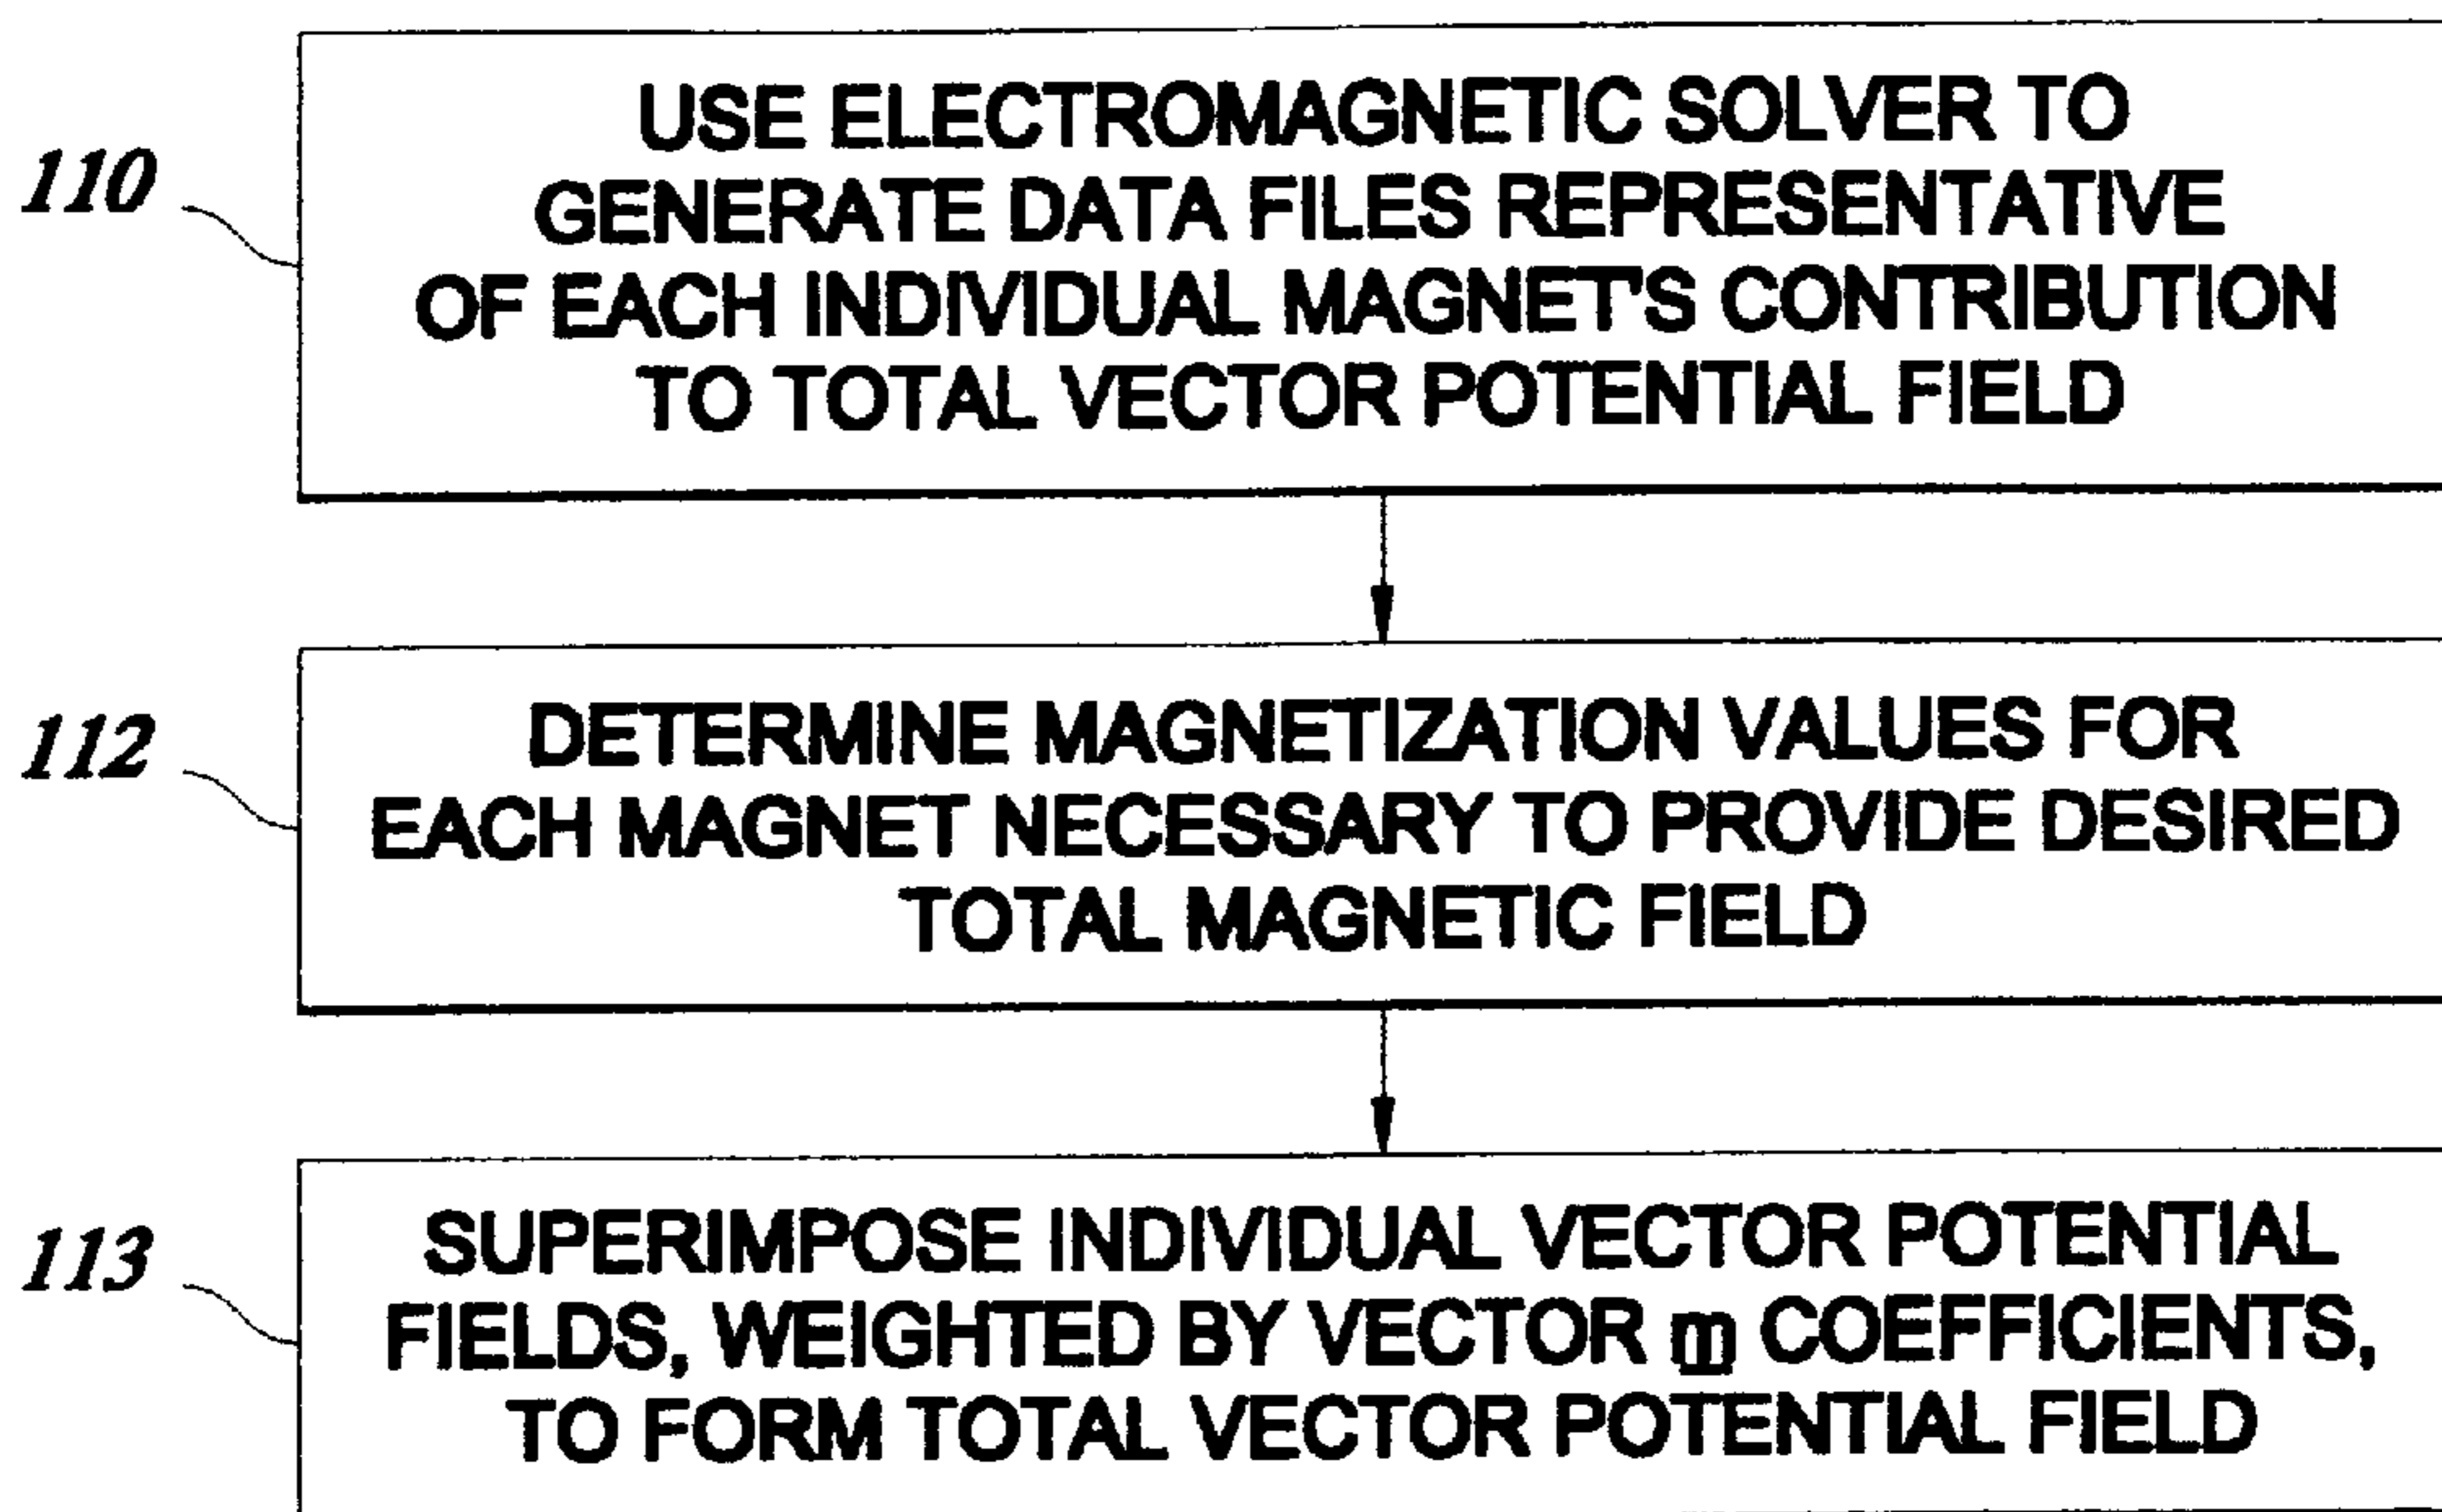 110
USE ELECTROMAGNETIC SOLVER TO
GENERATE DATA FILES REPRESENTATIVE
OF EACH INDIVIDUAL MAGNET'S CONTRIBUTION
TO TOTAL VECTOR POTENTIAL FIELD
112
DETERMINE MAGNETIZATION VALUES FOR
EACH MAGNET NECESSARY TO PROVIDE DESIRED
TOTAL MAGNETIC FIELD
113
SUPERIMPOSE INDIVIDUAL VECTOR POTENTIAL
FIELDS, WEIGHTED BY VECTOR m COEFFICIENTS,
TO FORM TOTAL VECTOR POTENTIAL FIELD